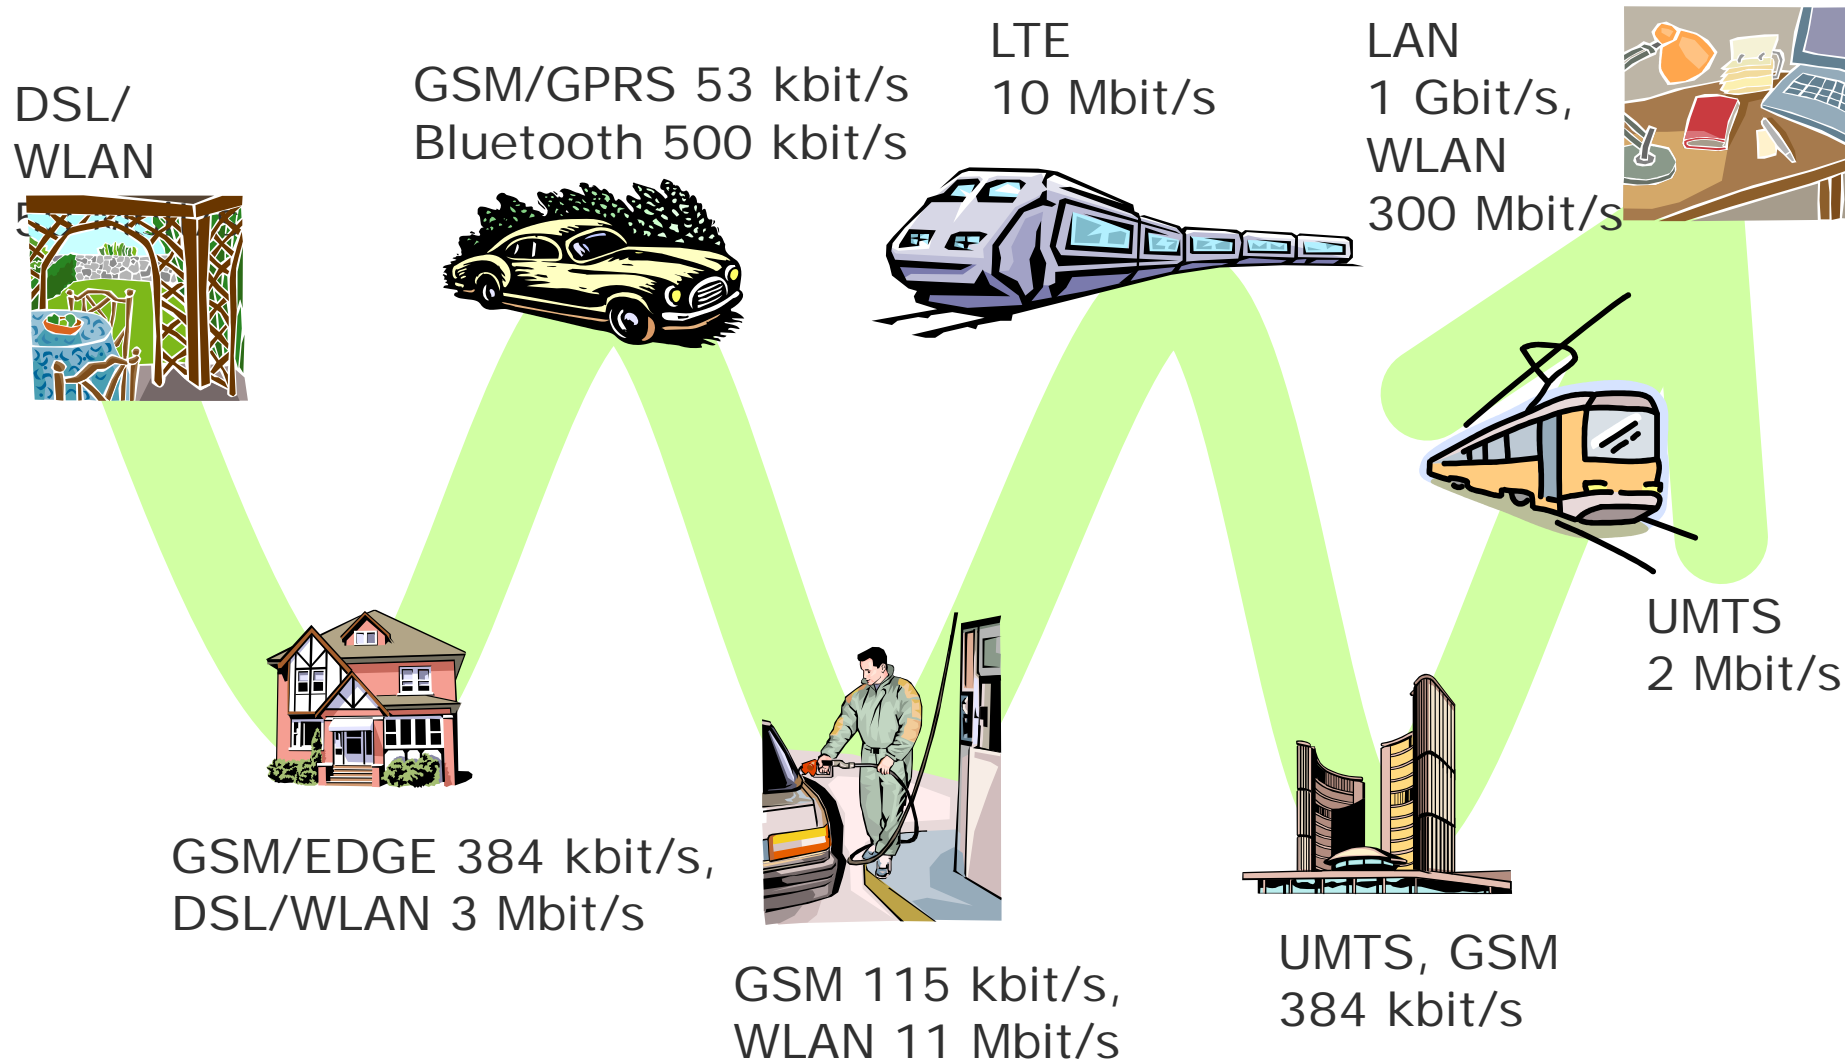 DSL/
WLAN
GSM/GPRS 53 kbit/s
Bluetooth 500 kbit/s
LTE
10 Mbit/s
LAN
1 Gbit/s,
WLAN
300 Mbit/s
UMTS
2 Mbit/s
GSM/EDGE 384 kbit/s,
DSL/WLAN 3 Mbit/s
GSM 115 kbit/s,
WLAN 11 Mbit/s
UMTS, GSM
384 kbit/s